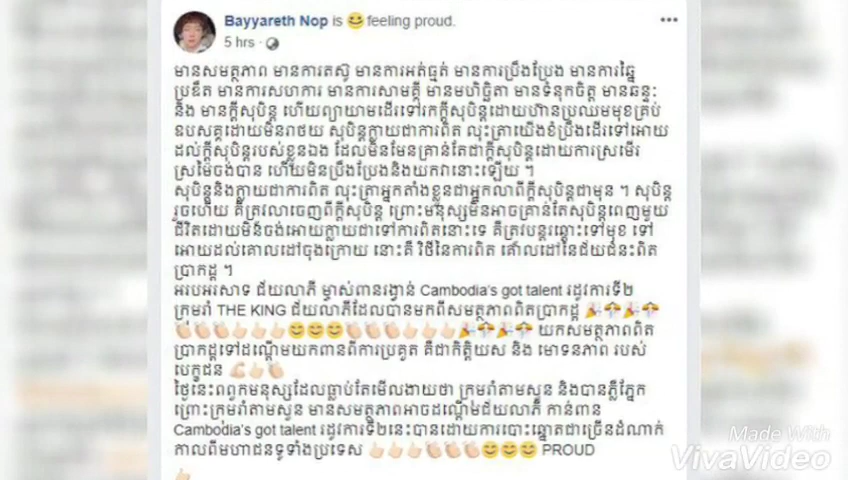 Bayyareth Nop is 😄 feeling proud.
5 hrs ·
មានសមត្ថភាព មានការតស៊ូ មានការអត់ធ្មត់ មានការប្រឹងប្រែង មានការឆ្នៃ
ប្រឌឹត មានការសហការ មានការសាមគ្គី មានមហិច្ឆិតា មានទំនុកចិត្ត មានឆន្ទៈ
និង មានក្តីសុបិន្ត ហើយព្យាយាមដើរទៅរកក្តីសុបិន្តដោយហ៊ានប្រឈមមុខគ្រប់
ឧបសគ្គដោយមិនរាថយ សុបិន្តក្លាយជាការពិត លុះត្រាយើងខំប្រឹងដើរទៅអោយ
ដល់ក្តីសុបិន្តរបស់ខ្លួនឯង ដែលមិនមែនគ្រាន់តែជាក្តីសុបិន្តដោយការស្រមើរ
ស្រមៃចង់បាន ហើយមិនប្រឹងប្រែងនិងយកវានោះឡើយ ។
សុបិន្តនិងក្លាយជាការពិត លុះត្រាអ្នកតាំងខ្លួនជាអ្នកលាពីក្តីសុបិន្តជាមុន ។ សុបិន្ត
រួចហើយ គឺត្រូវលាចេញពីក្តីសុបិន្ត ព្រោះមនុស្សមិនអាចគ្រាន់តែសុបិន្តពេញមួយ
ជីវិតដោយមិនចង់អោយក្លាយជាទៅការពិតនោះទេ គឺត្រូវបន្តរឆ្ពោះទៅមុខ ទៅ
អោយដល់គោលដៅចុងក្រោយ នោះគឺ វិថីនៃការពិត គោលដៅនៃជ័យជំនះពិត
ប្រាកដ ។
អរបអរសាទ ជ័យលាភី ម្ចាស់ពានរង្វាន់ Cambodia's got talent រដូវការទី២
ក្រុមរាំ THE KING ជ័យលាភីដែលបានមកពីសមត្ថភាពពិតប្រាកដ្ឋ 🎉🎊🎉🎊
👏🏻👏🏻👏🏻👍🏻👍🏻👍🏻😊😊😊👏🏻👏🏻👏🏻👍🏻👍🏻👍🏻🎉🎊🎉🎊 យកសមត្ថភាពពិត
ប្រាកដ្ឋទៅដណ្តើមយកពានពីការប្រគួត គឺជាកិត្តិយស និង មោទនភាព របស់
បេក្ខជន 💪🏻👍🏻👏🏻
ថ្ងៃនេះពពួកមនុស្សដែលធ្លាប់តែមើលងាយថា ក្រុមរាំតាមសួន និងបានភ្លឺភ្នែក
ព្រោះក្រុមរាំតាមសួន មានសមត្ថភាពអាចដណ្តើមជ័យលាភី កាន់ពាន
Cambodia's got talent រដូវការទី២នេះបានដោយការបោះឆ្នោតជាច្រើនដំណាក់
កាលពីមហាជនទូទាំងប្រទេស 👍🏻👍🏻👍🏻👏🏻👏🏻👏🏻😊😊😊 PROUD
👍🏻
Made With
VivaVideo